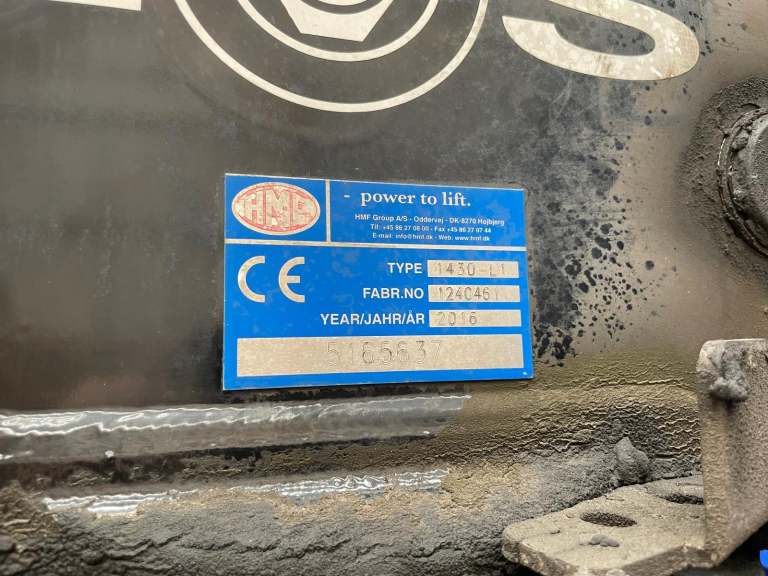 S
HMF
- power to lift.
HMF Group A/S - Oddervej - DK-8270 Højbjerg
Tlf: +45 86 27 08 00 - Fax +45 86 27 07 44
E-mail: info@hmf.dk - Web: www.hmf.dk
CE
TYPE 1430-L1
FABR.NO 1240461
YEAR/JAHR/ÅR 2016
5165637